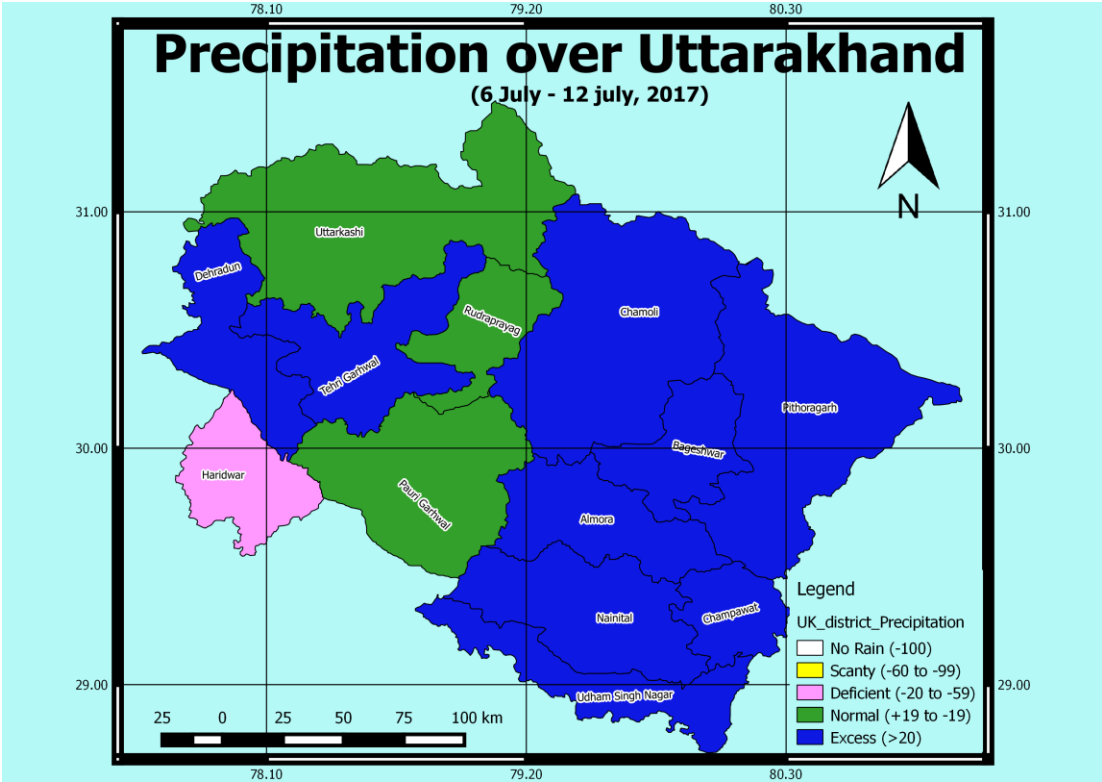 78.10 79.20 80.30
Precipitation over Uttarakhand
(6 July - 12 july, 2017)
N
31.00 31.00
Uttarkashi
Dehradun
Chamoli
Rudraprayag
Tehri Garhwal
Pithoragarh
30.00 30.00
Bageshwar
Haridwar
Pauri Garhwal
Almora
Legend
Nainital
Champawat
UK_district_Precipitation
No Rain (-100)
Scanty (-60 to -99)
29.00 29.00
Udham Singh Nagar
Deficient (-20 to -59)
Normal (+19 to -19)
Excess (>20)
25 0 25 50 75 100 km
78.10 79.20 80.30